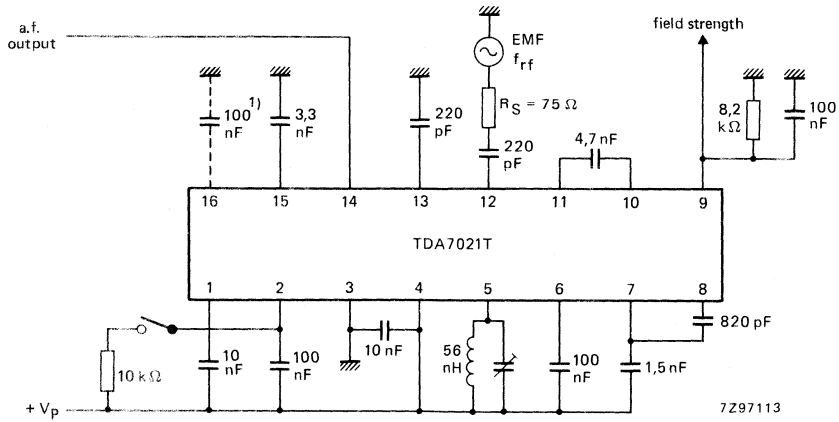 a.f.
output
EMF
f_rf
field strength
R_S = 75 Ω
100 1)
nF
3,3
nF
220
pF
220
pF
4,7 nF
8,2
kΩ
100
nF
16 15 14 13 12 11 10 9
TDA7021T
1 2 3 4 5 6 7 8
820 pF
10 kΩ
10
nF
100
nF
10 nF
56
nH
100
nF
1,5 nF
+ V_P
7Z97113